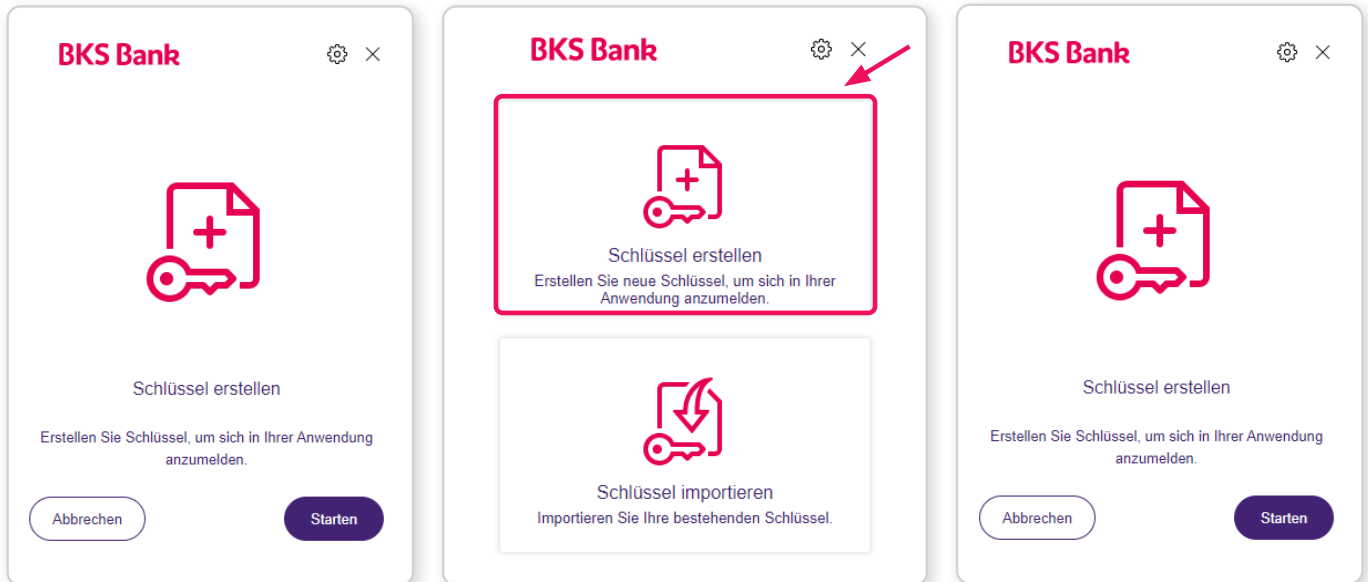 BKS Bank
Schlüssel erstellen
Erstellen Sie Schlüssel, um sich in Ihrer Anwendung
anzumelden.
Abbrechen
Starten
BKS Bank
Schlüssel erstellen
Erstellen Sie neue Schlüssel, um sich in Ihrer
Anwendung anzumelden.
Schlüssel importieren
Importieren Sie Ihre bestehenden Schlüssel.
BKS Bank
Schlüssel erstellen
Erstellen Sie Schlüssel, um sich in Ihrer Anwendung
anzumelden.
Abbrechen
Starten